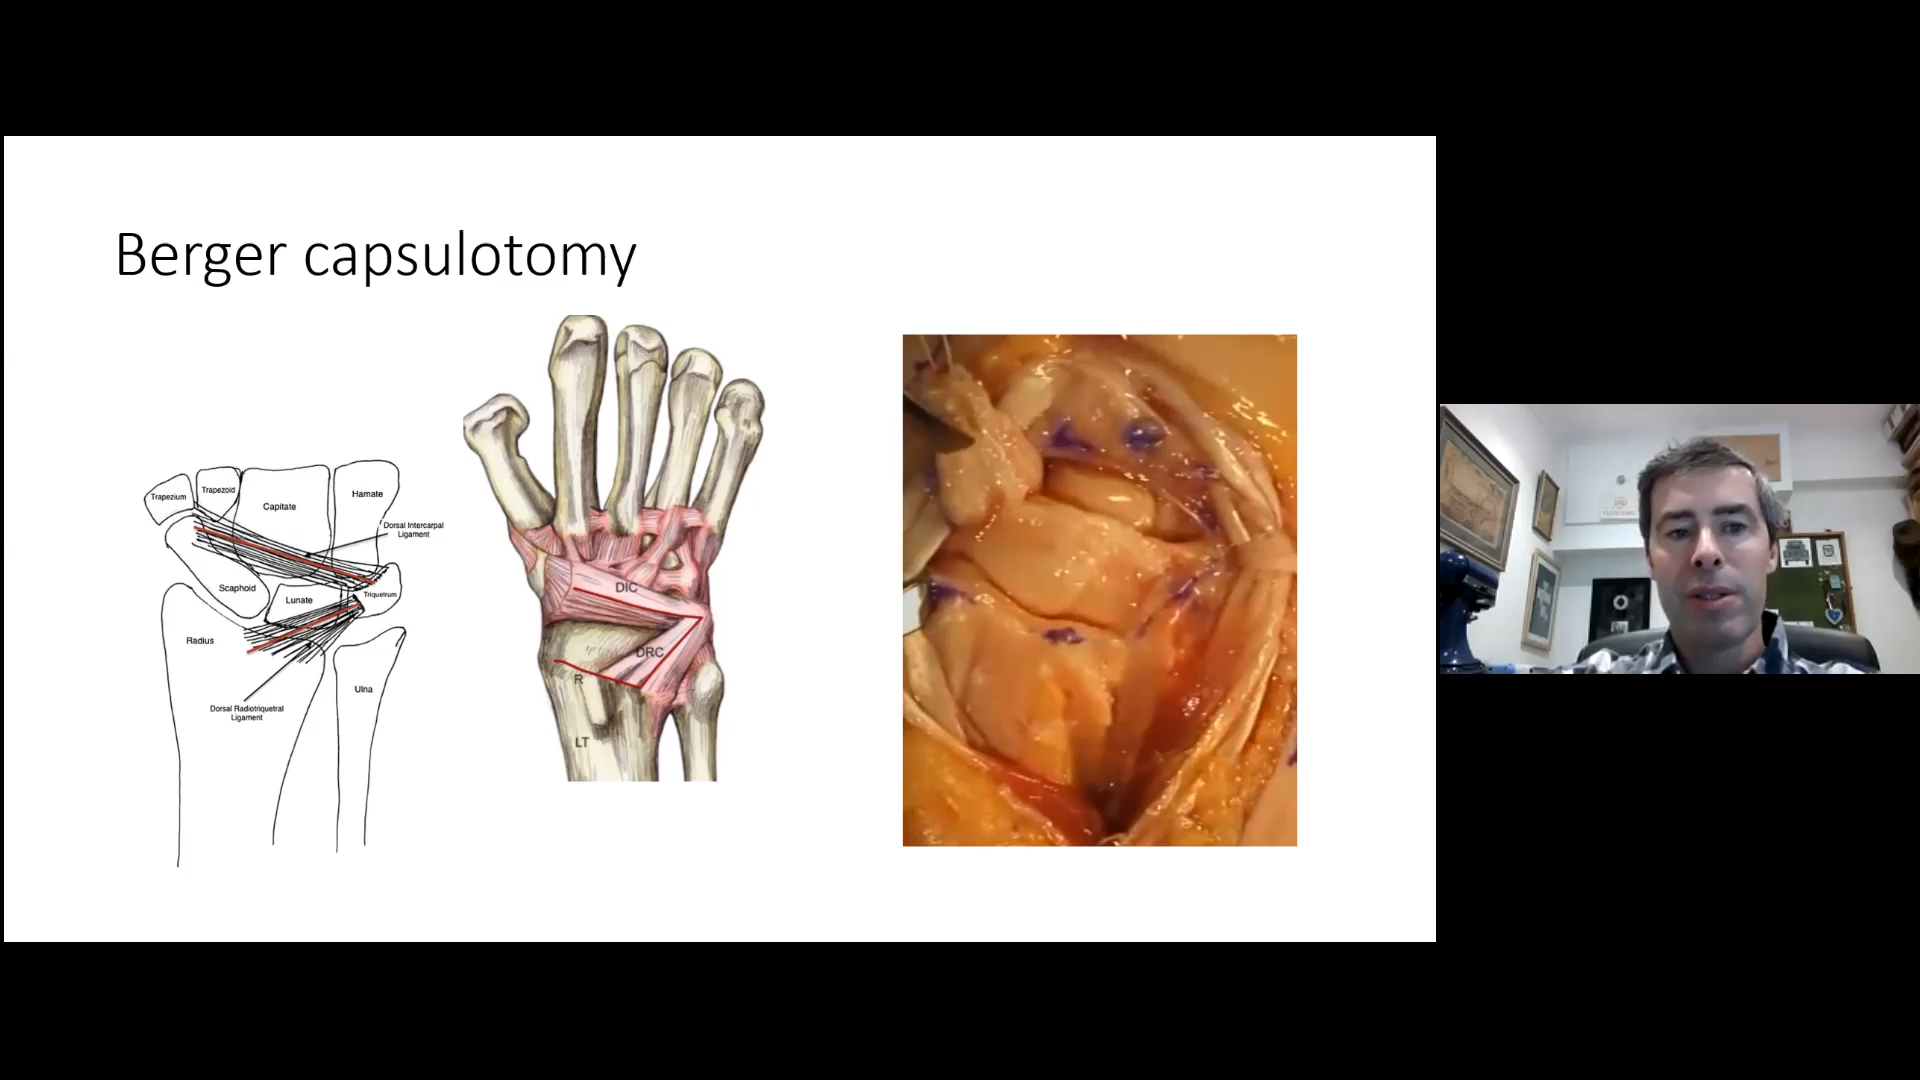 Berger capsulotomy
Trapezium
Trapezoid
Capitate
Hamate
Dorsal Intercarpal
Ligament
Scaphoid
Lunate
Triquetrum
Radius
Ulna
Dorsal Radiotriquetral
Ligament
DIC
DRC
R
LT